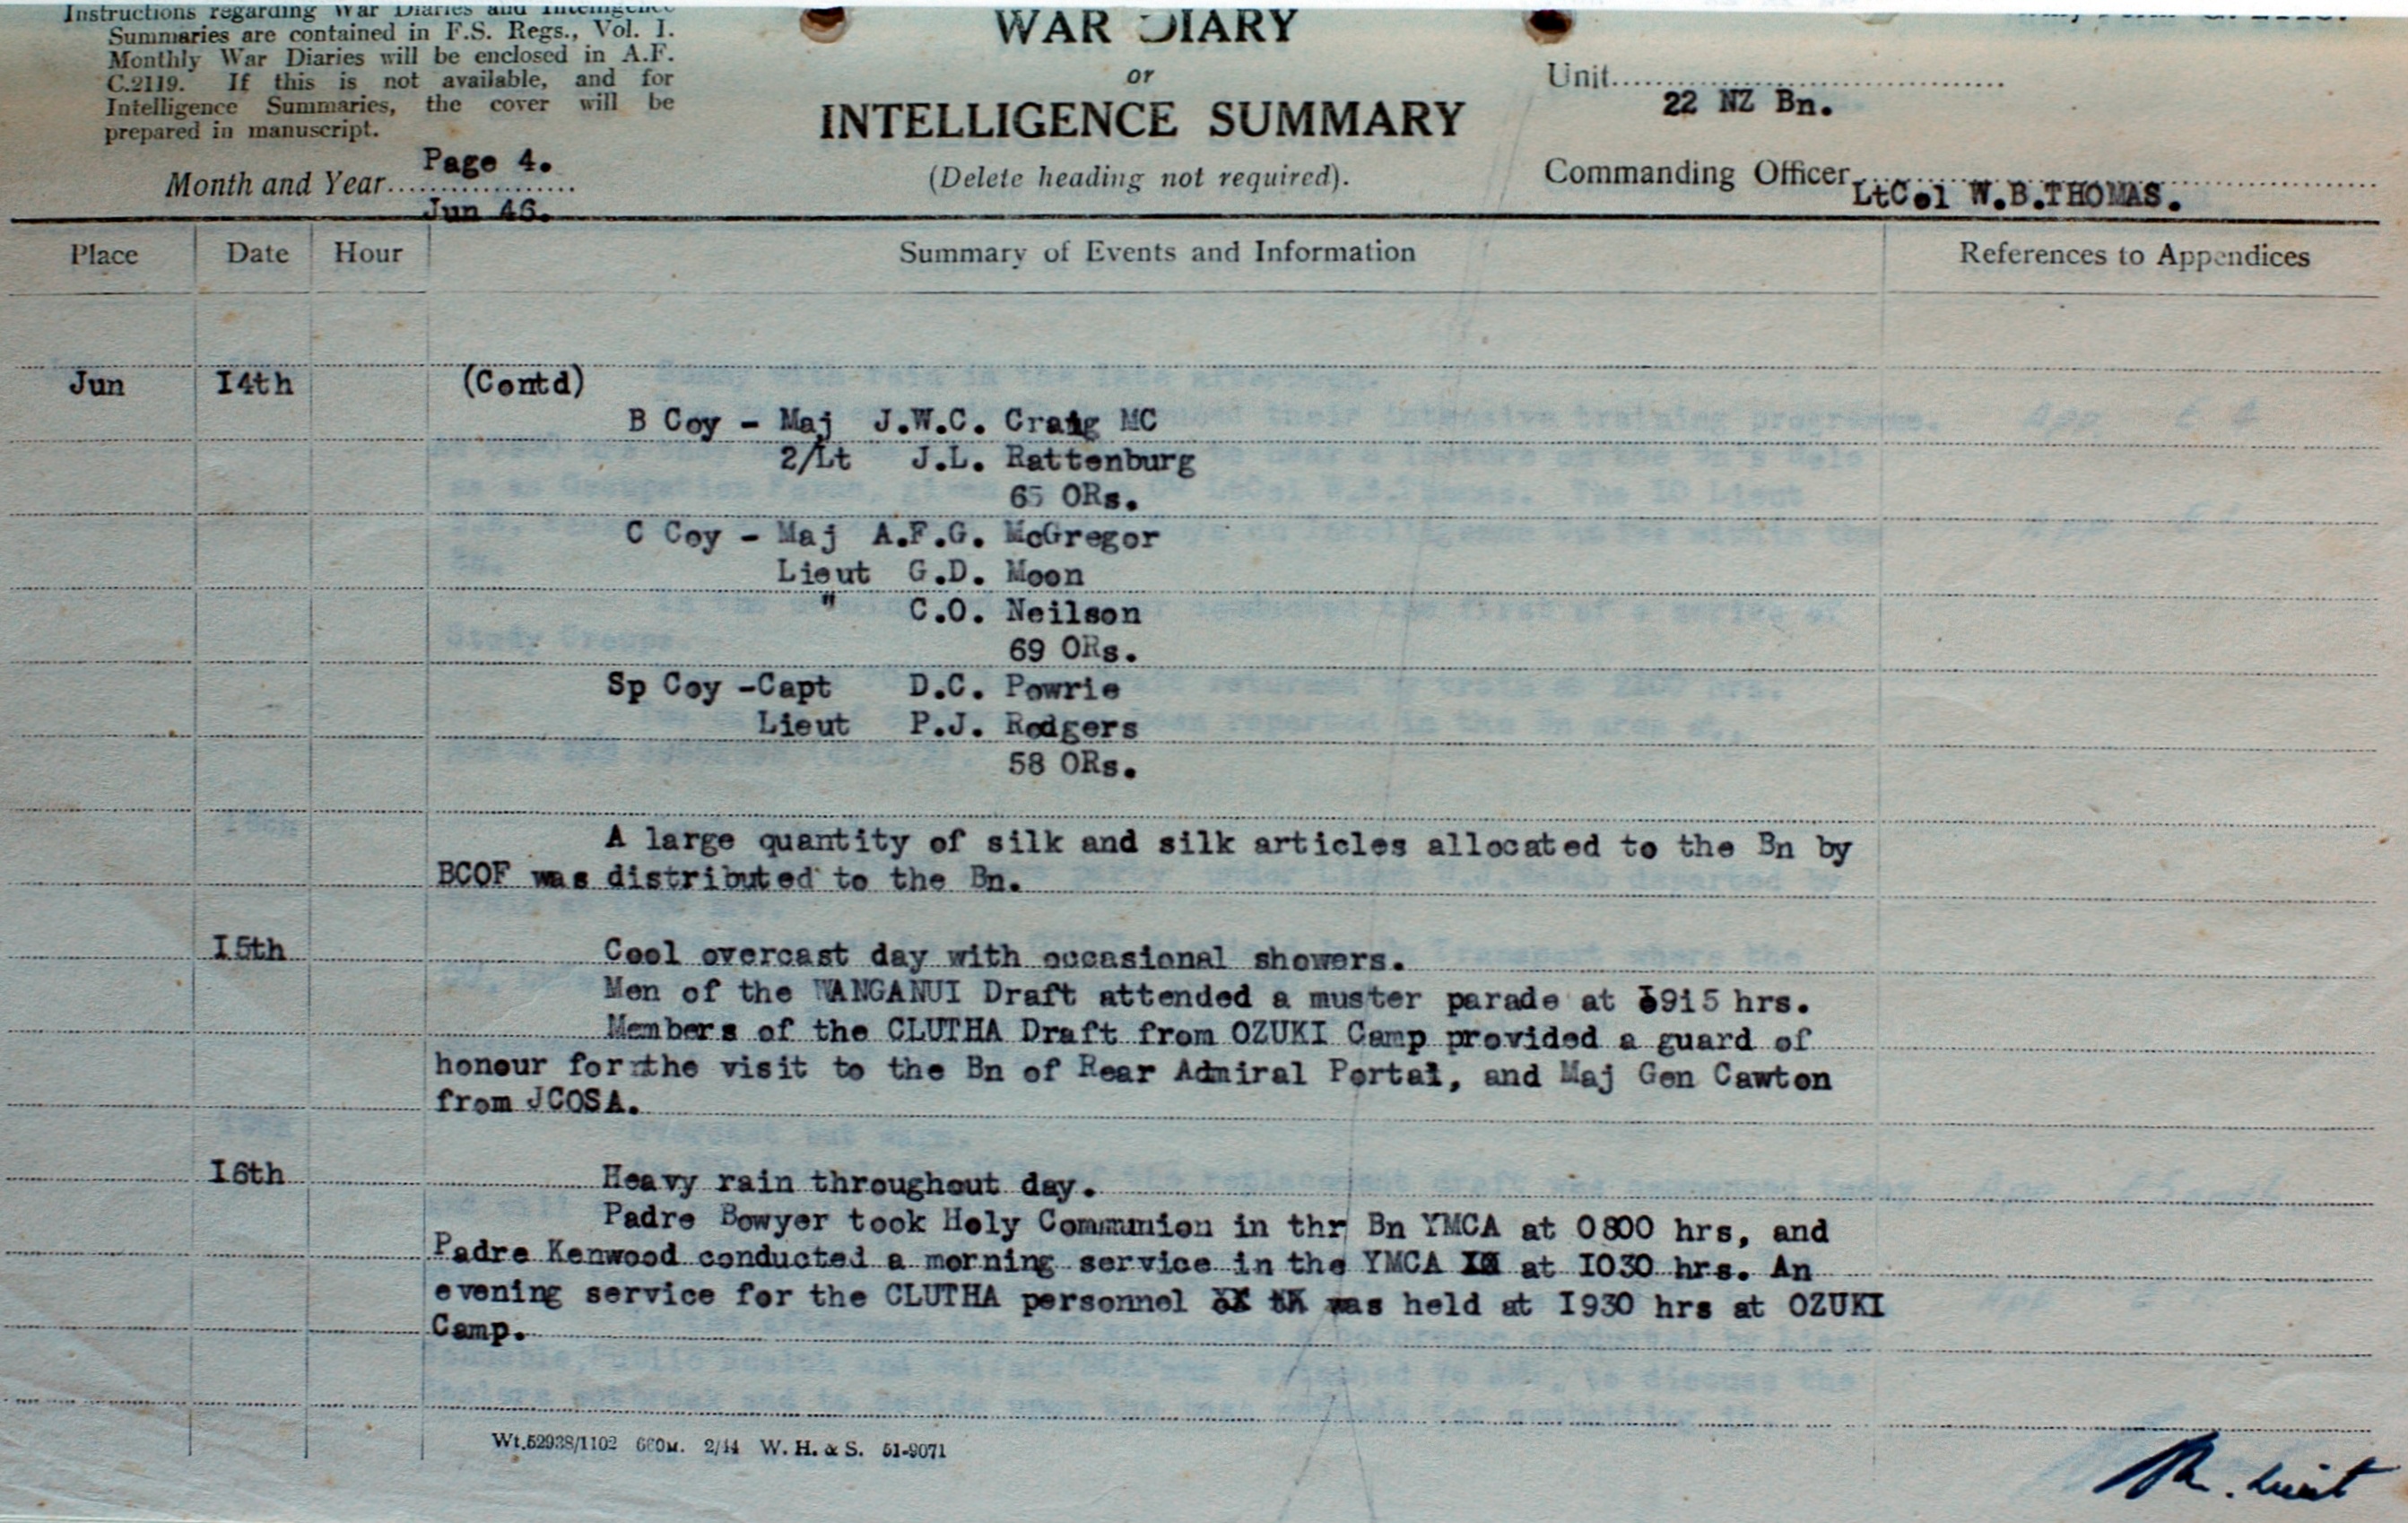 Instructions regarding War Diaries and Intelligence
Summaries are contained in F.S. Regs., Vol. I.
Monthly War Diaries will be enclosed in A.F.
C.2119. If this is not available, and for
Intelligence Summaries, the cover will be
prepared in manuscript.
WAR DIARY
or
INTELLIGENCE SUMMARY
(Delete heading not required).
Unit
22 NZ Bn.
Page 4.
Month and Year
Jun 46.
Commanding Officer
LtCol W.B.THOMAS.
Place Date Hour Summary of Events and Information References to Appendices
Jun I4th (Contd)
B Coy - Maj J.W.C. Craig MC
2/Lt J.L. Rattenburg
65 ORs.
C Coy - Maj A.F.G. McGregor
Lieut G.D. Moon
" C.O. Neilson
69 ORs.
Sp Coy -Capt D.C. Powrie
Lieut P.J. Rodgers
58 ORs.
A large quantity of silk and silk articles allocated to the Bn by
BCOF was distributed to the Bn.
I5th Cool overcast day with occasional showers.
Men of the WANGANUI Draft attended a muster parade at 0915 hrs.
Members of the CLUTHA Draft from OZUKI Camp provided a guard of
honour for the visit to the Bn of Rear Admiral Portal, and Maj Gen Cawton
from JCOSA.
I6th Heavy rain throughout day.
Padre Bowyer took Holy Communion in thr Bn YMCA at 0800 hrs, and
Padre Kenwood conducted a morning service in the YMCA at I030 hrs. An
evening service for the CLUTHA personnel was held at I930 hrs at OZUKI
Camp.
Wt.52938/1102 660M. 2/44 W. H. & S. 51-9071
Lieut